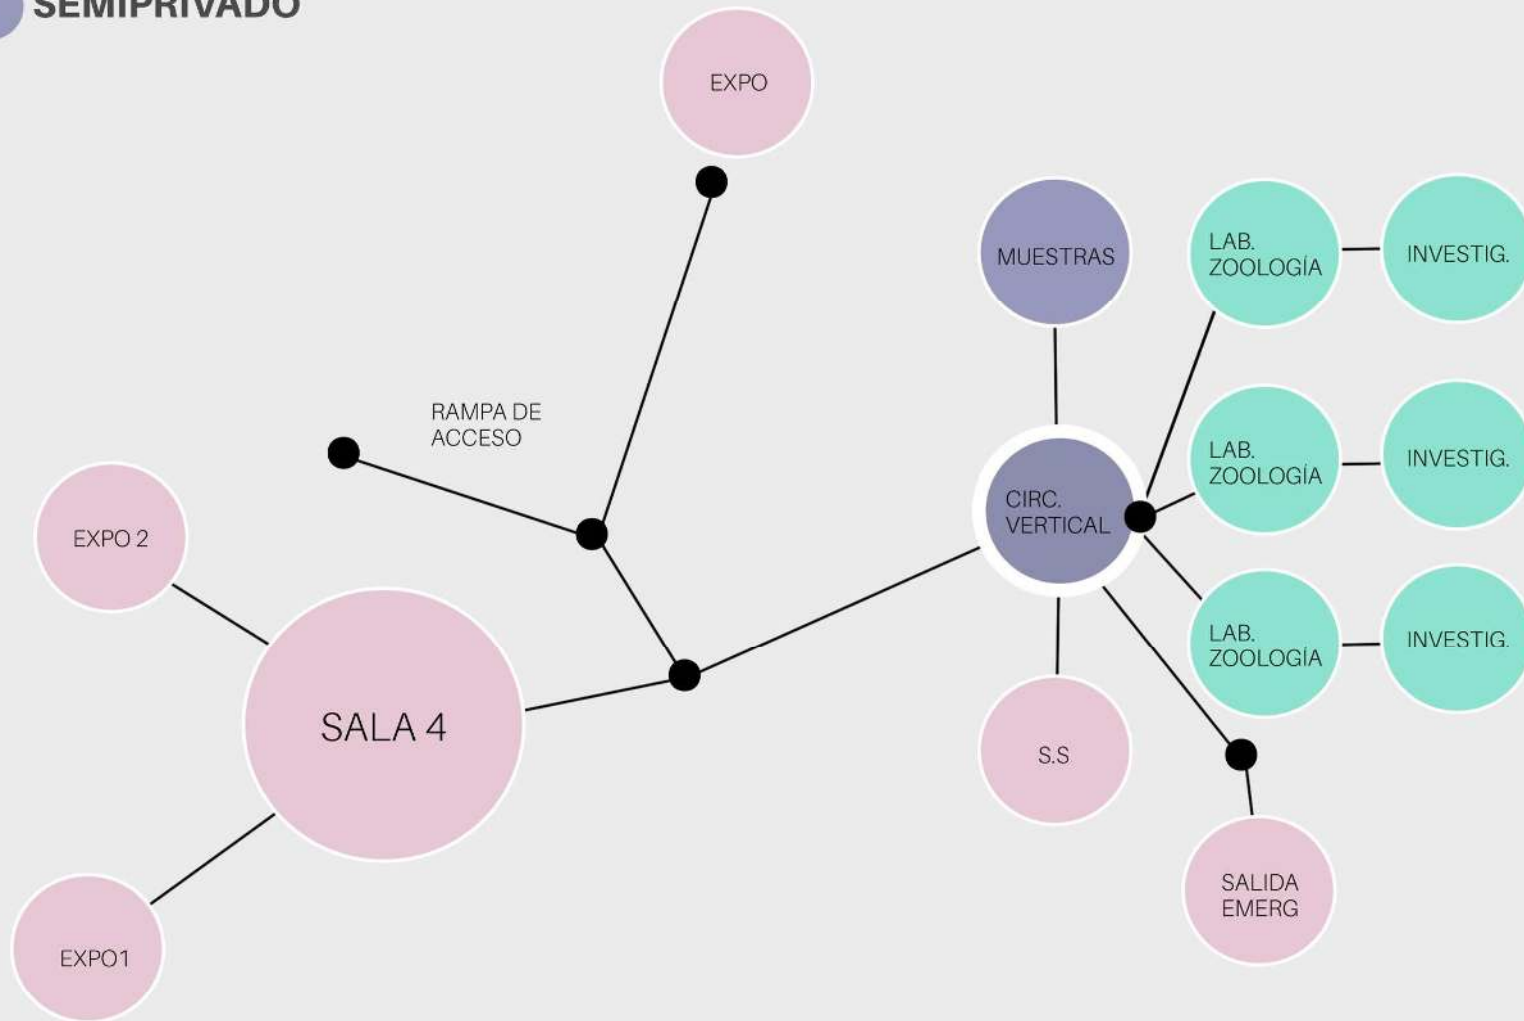 SEMIPRIVADO
EXPO
MUESTRAS
LAB.
ZOOLOGÍA
INVESTIG.
RAMPA DE
ACCESO
LAB.
ZOOLOGÍA
INVESTIG.
CIRC.
VERTICAL
EXPO 2
LAB.
ZOOLOGÍA
INVESTIG.
SALA 4
S.S
SALIDA
EMERG
EXPO1